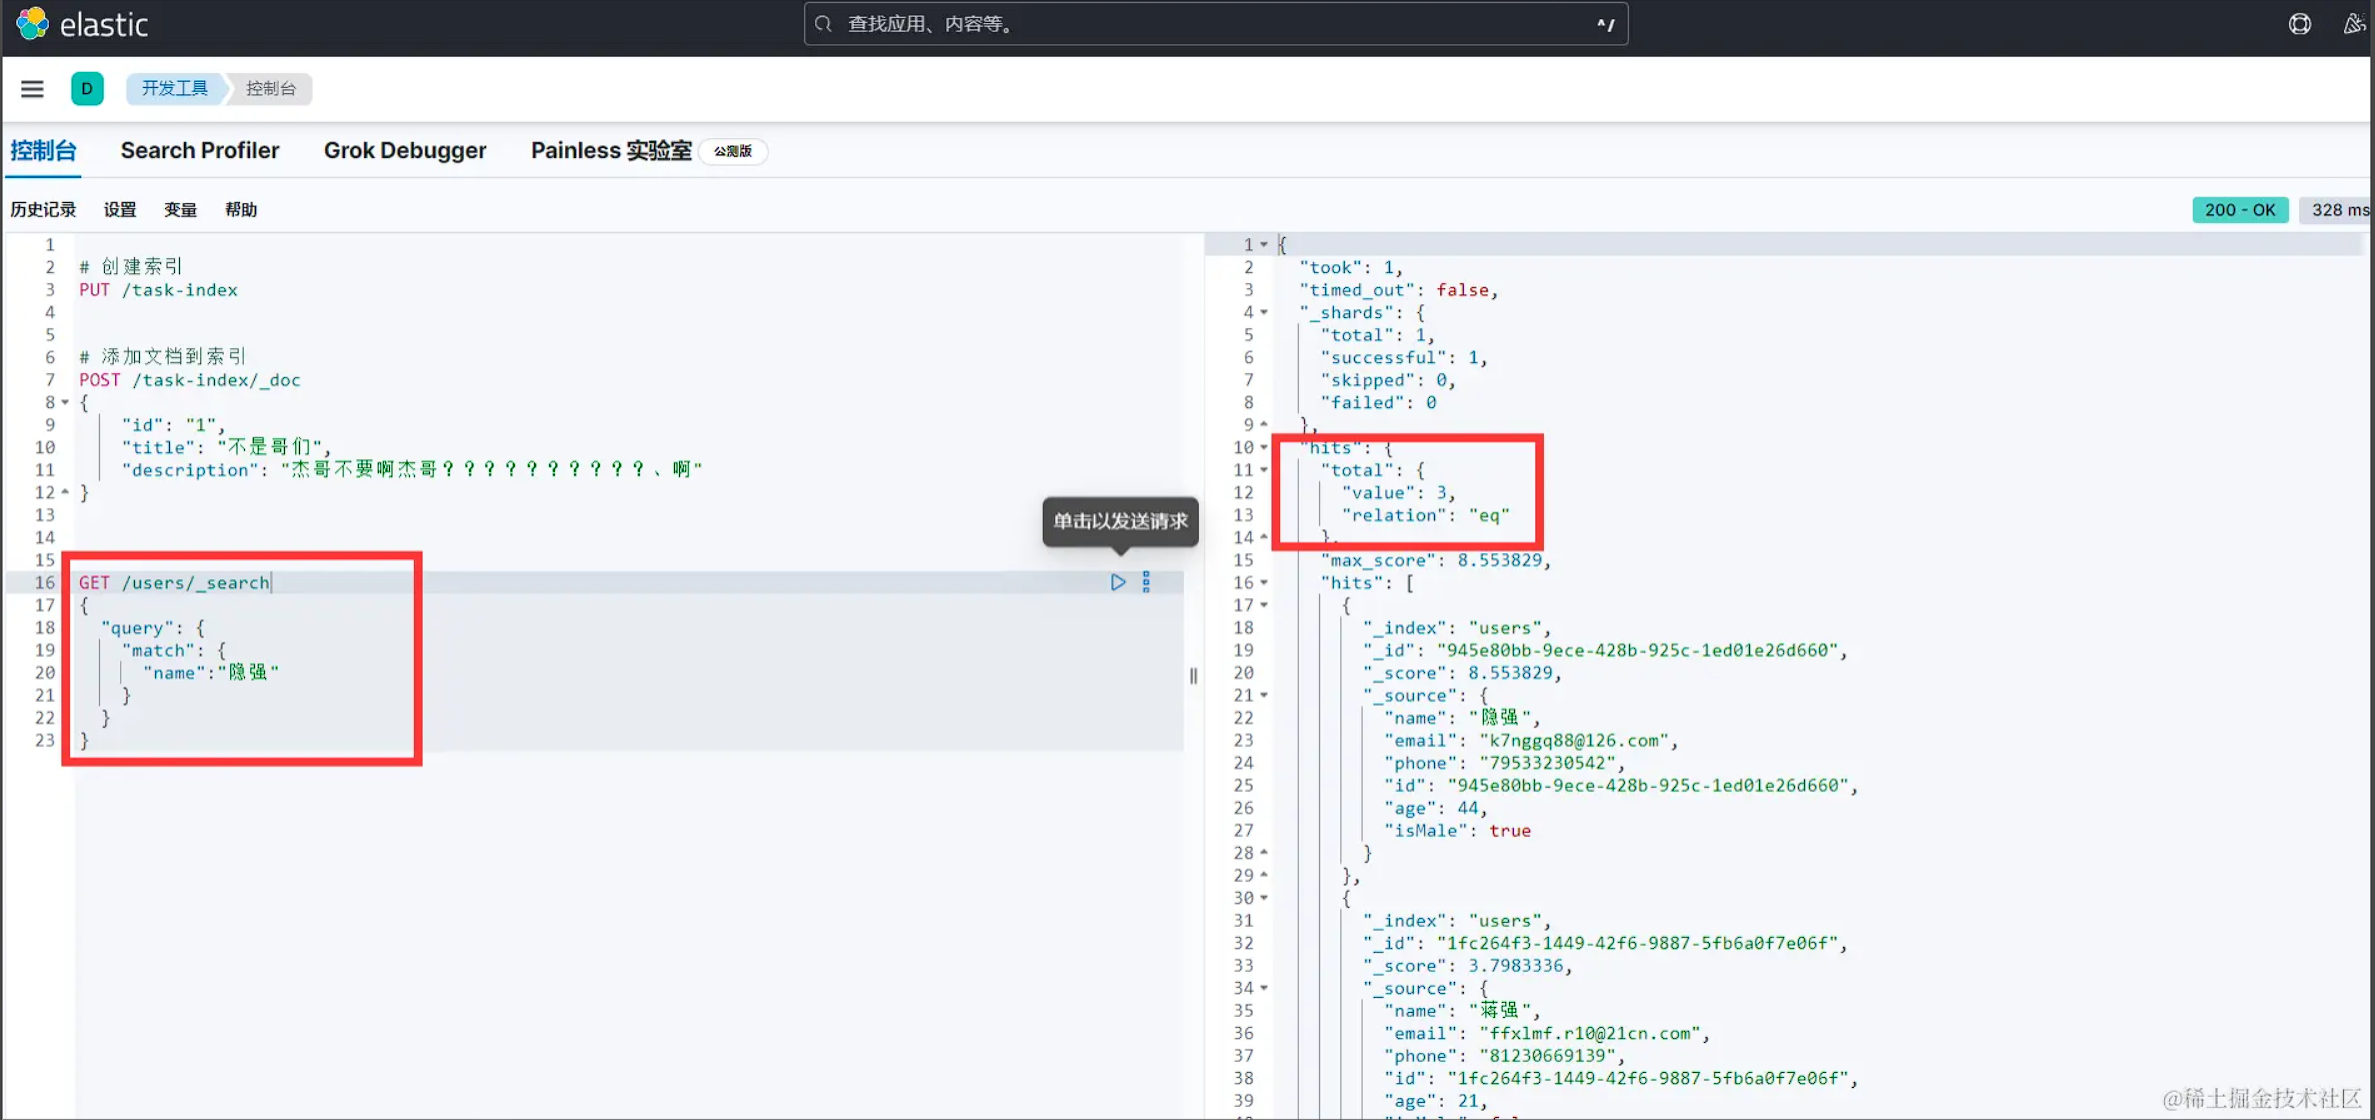 elastic
查找应用、内容等。
^/
D
开发工具
控制台
控制台
Search Profiler
Grok Debugger
Painless 实验室
公测版
历史记录
设置
变量
帮助
200 - OK
328 ms
1
2 # 创建索引
3 PUT /task-index
4
5
6 # 添加文档到索引
7 POST /task-index/_doc
8 {
9 "id": "1",
10 "title": "不是哥们",
11 "description": "杰哥不要啊杰哥？？？？？？？？？？、啊"
12 }
13
14
15
16 GET /users/_search
17 {
18 "query": {
19 "match": {
20 "name":"隐强"
21 }
22 }
23 }
单击以发送请求
1 {
2 "took": 1,
3 "timed_out": false,
4 "_shards": {
5 "total": 1,
6 "successful": 1,
7 "skipped": 0,
8 "failed": 0
9 },
10 "hits": {
11 "total": {
12 "value": 3,
13 "relation": "eq"
14 },
15 "max_score": 8.553829,
16 "hits": [
17 {
18 "_index": "users",
19 "_id": "945e80bb-9ece-428b-925c-1ed01e26d660",
20 "_score": 8.553829,
21 "_source": {
22 "name": "隐强",
23 "email": "k7nggq88@126.com",
24 "phone": "79533230542",
25 "id": "945e80bb-9ece-428b-925c-1ed01e26d660",
26 "age": 44,
27 "isMale": true
28 }
29 },
30 {
31 "_index": "users",
32 "_id": "1fc264f3-1449-42f6-9887-5fb6a0f7e06f",
33 "_score": 3.7983336,
34 "_source": {
35 "name": "蒋强",
36 "email": "ffxlmf.r10@21cn.com",
37 "phone": "81230669139",
38 "id": "1fc264f3-1449-42f6-9887-5fb6a0f7e06f",
39 "age": 21,
@稀土掘金技术社区